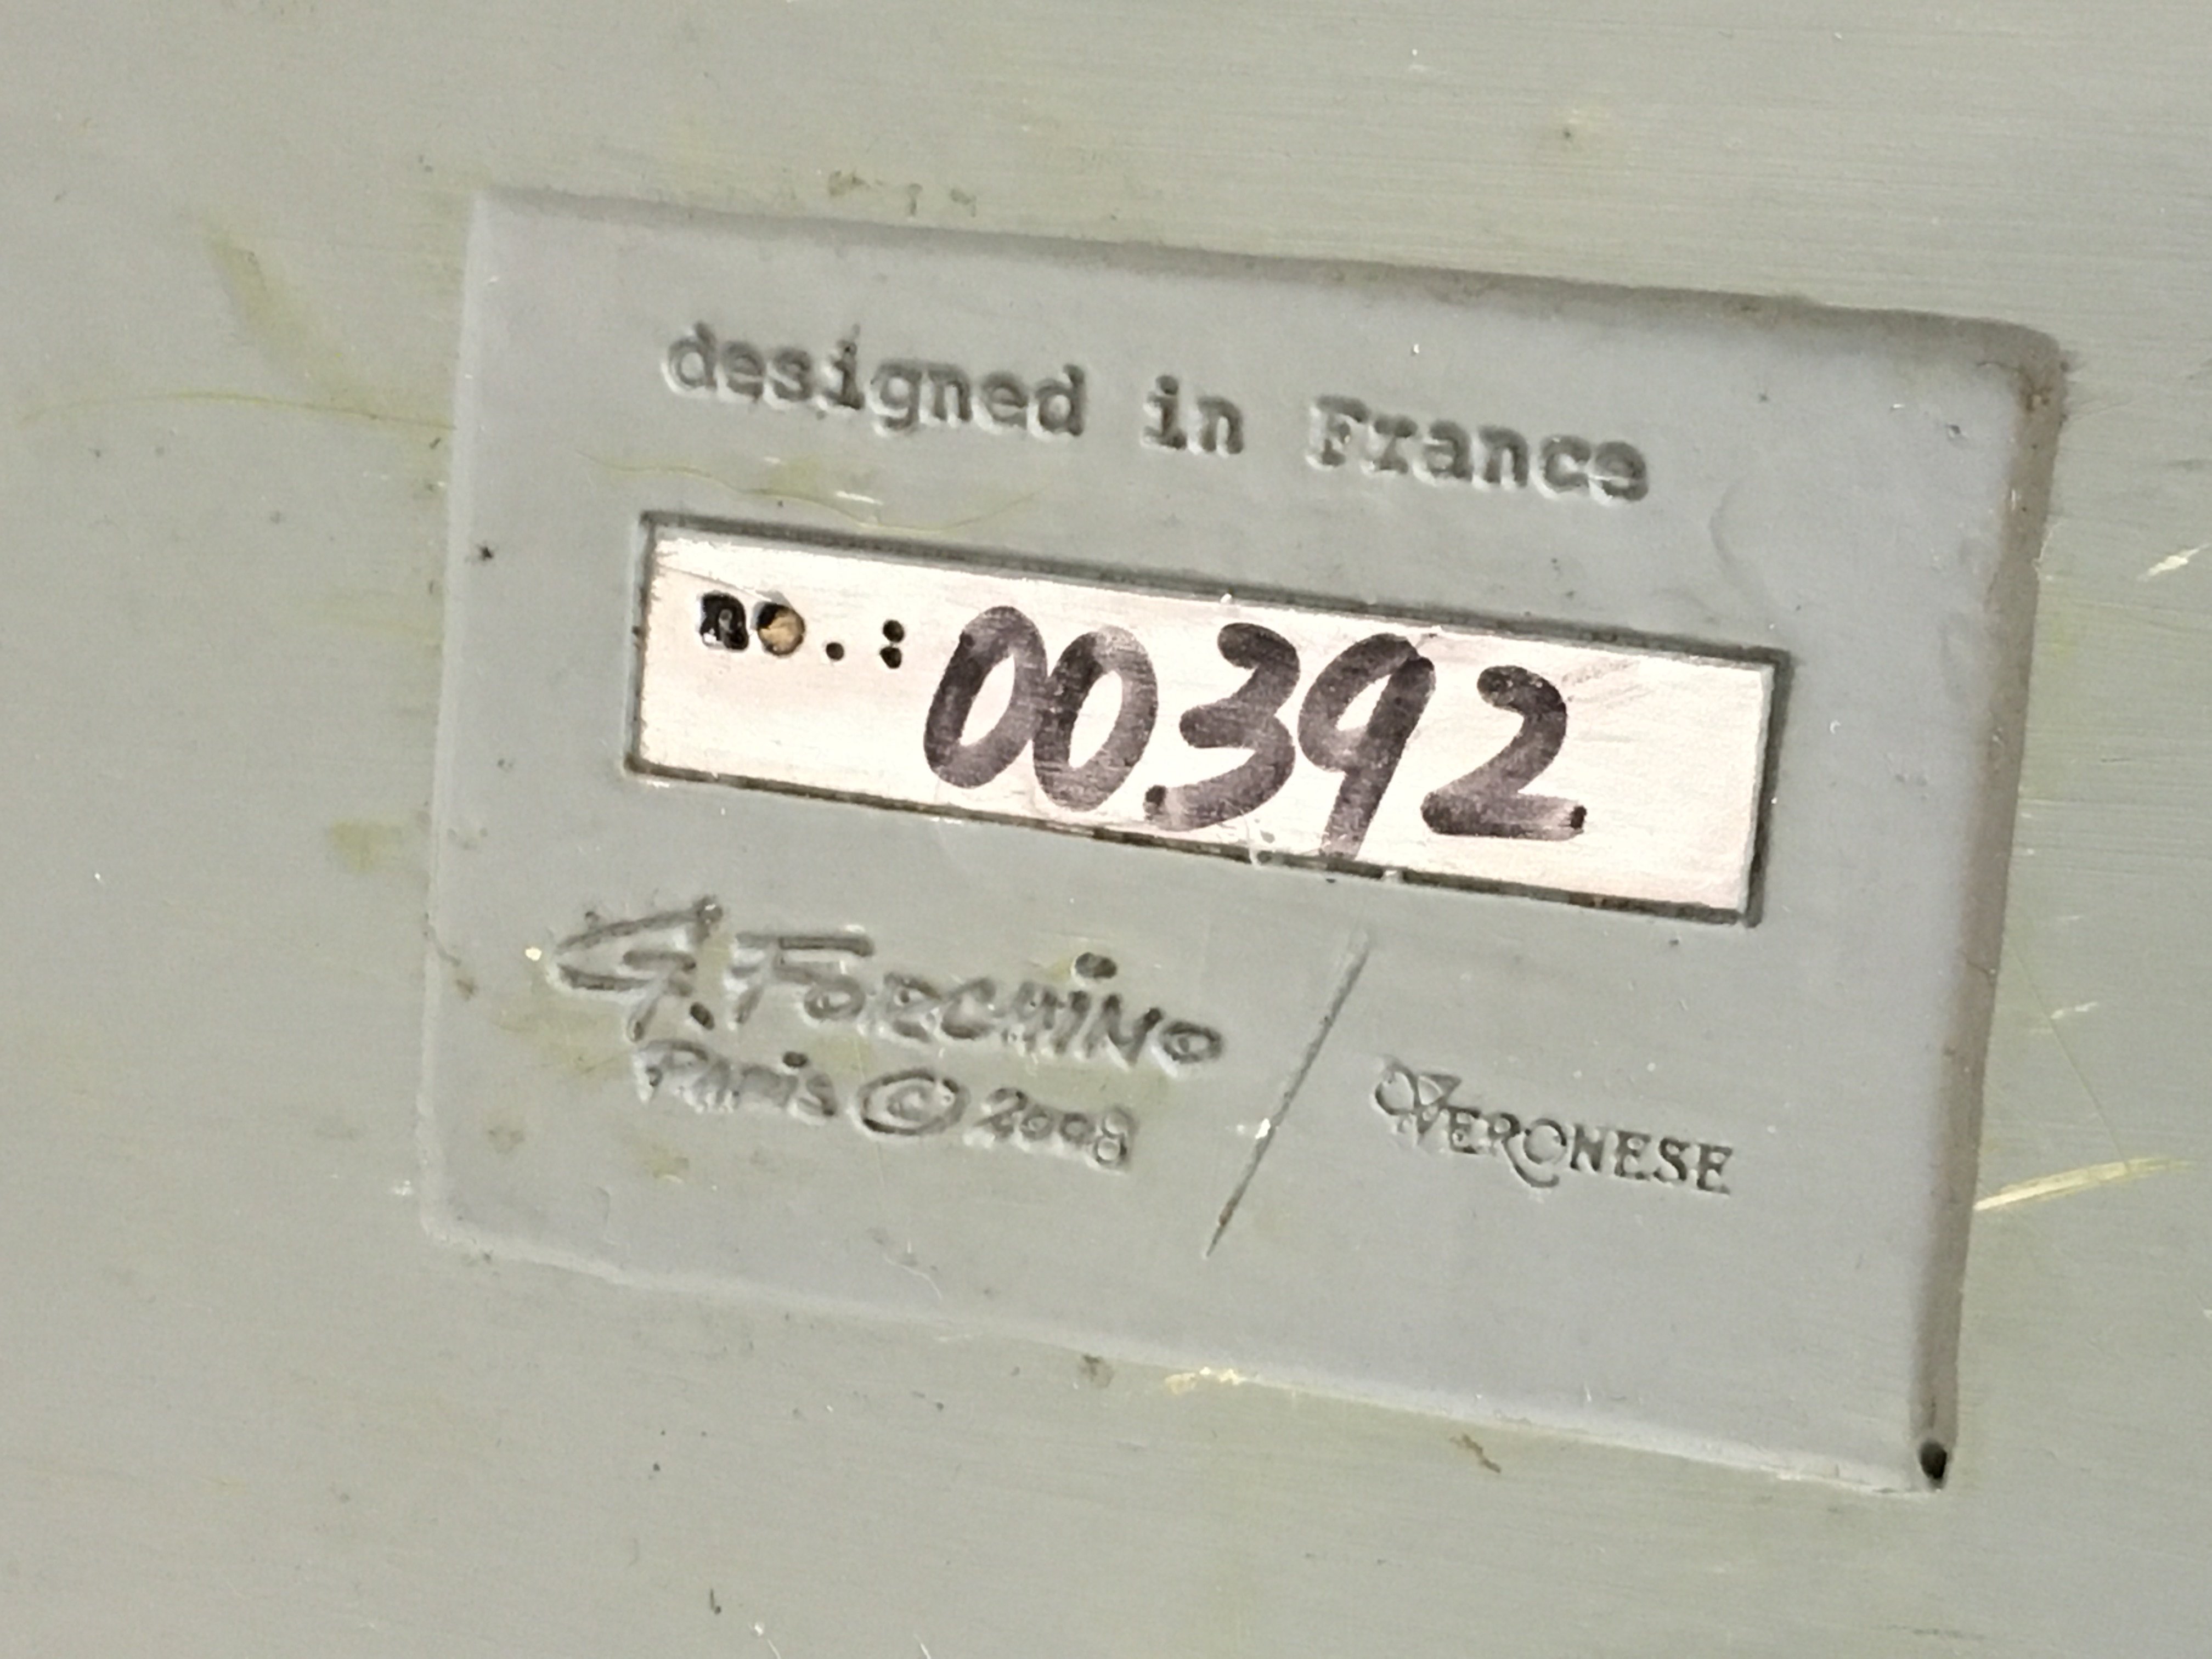 designed in France
no.: 00392
G. FORCHINO
PARIS © 2008
VERONESE